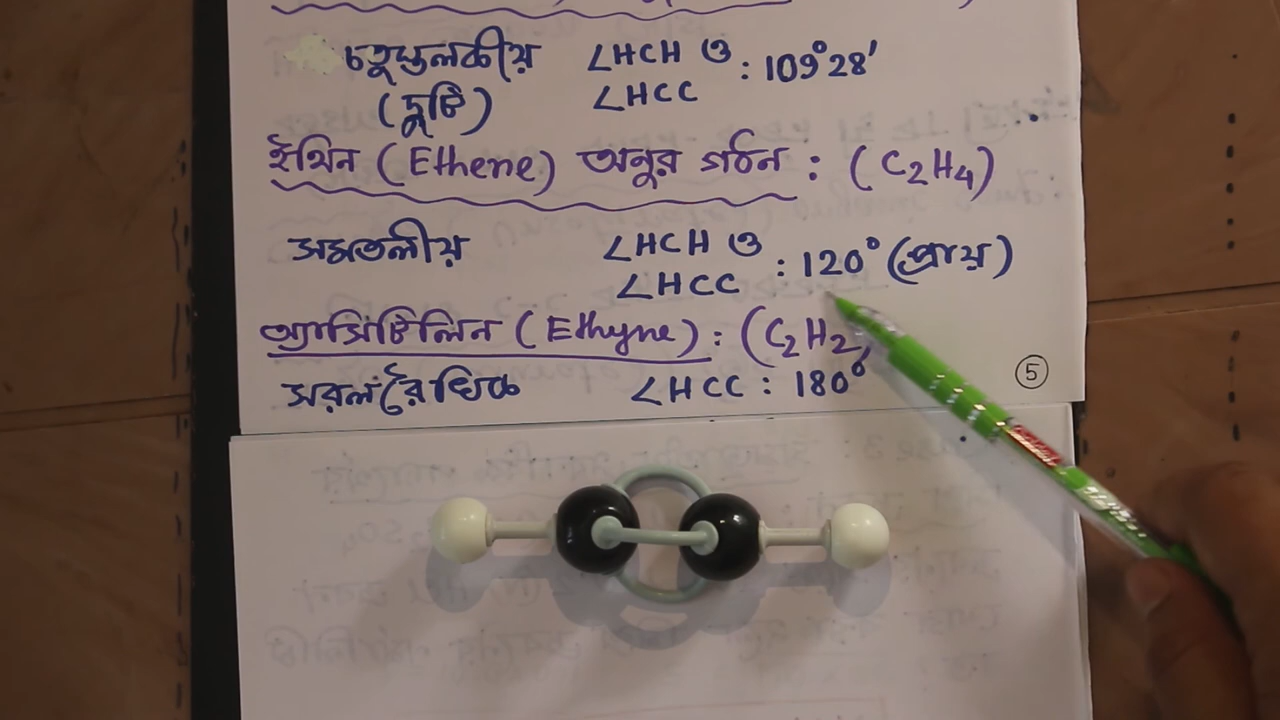 চতুস্তলকীয় ∠HCH ও
(দুটি) ∠HCC : 109°28'
ইথিন (Ethene) অনুর গঠন : (C₂H₄)
সমতলীয় ∠HCH ও
∠HCC : 120° (প্রায়)
অ্যাসিটিলিন (Ethyne) : (C₂H₂
সরলরৈখিক ∠HCC : 180°
5